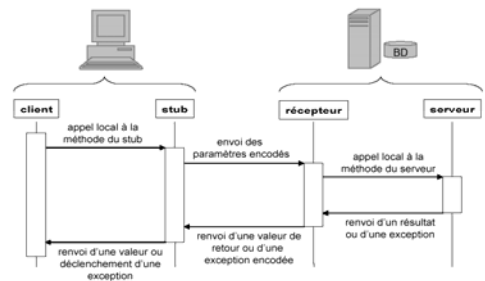 BD
client
stub
récepteur
serveur
appel local à la
méthode du stub
envoi des
paramètres encodés
appel local à la
méthode du serveur
renvoi d'un résultat
ou d'une exception
renvoi d'une valeur de
retour ou d'une
exception encodée
renvoi d'une valeur ou
déclenchement d'une
exception